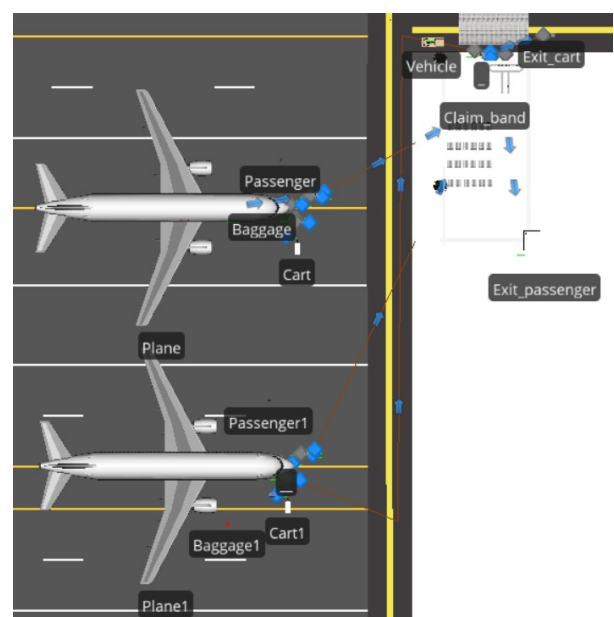 Vehicle
Exit_cart
Claim_band
Passenger
Baggage
Cart
Exit_passenger
Plane
Passenger1
Cart1
Baggage1
Plane1